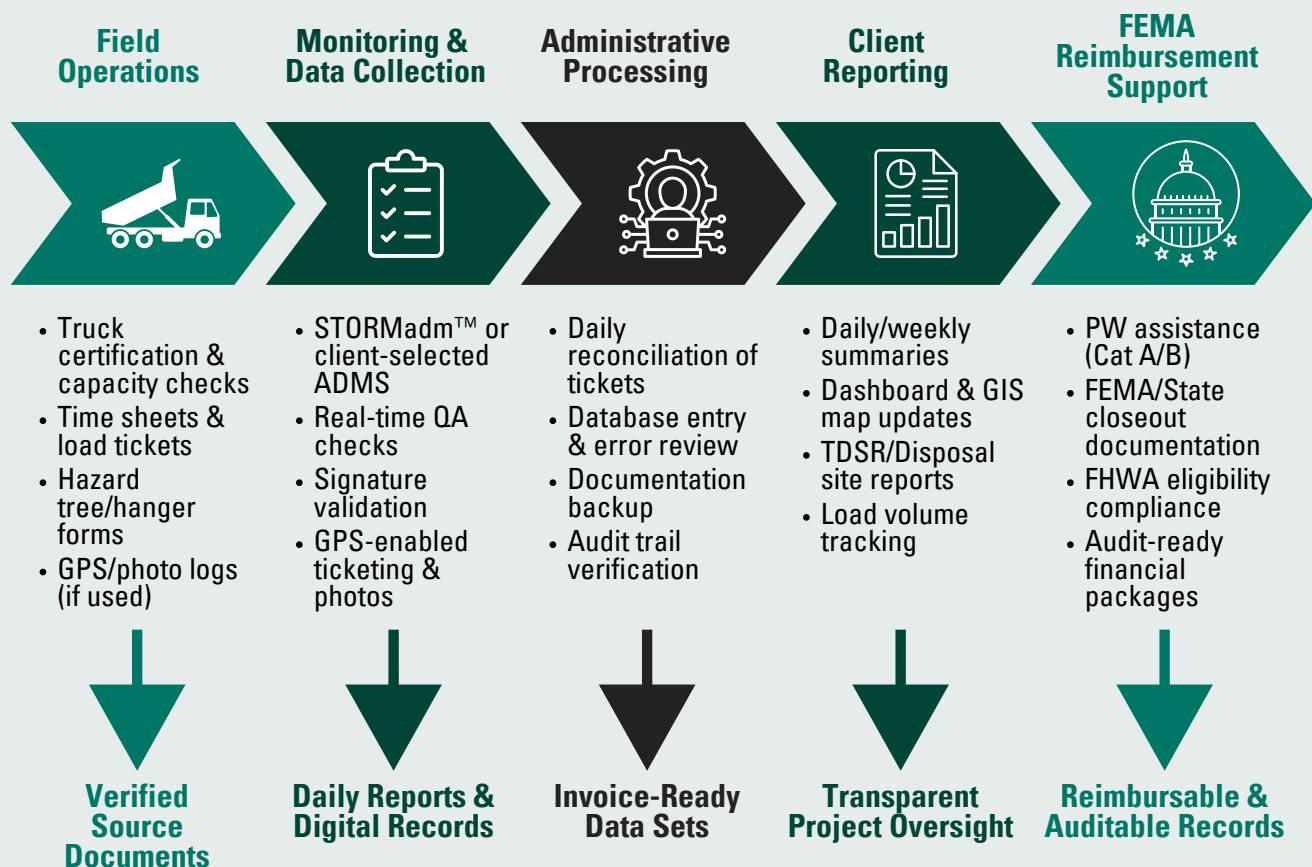 Field
Operations
Monitoring &
Data Collection
Administrative
Processing
Client
Reporting
FEMA
Reimbursement
Support
• Truck
certification &
capacity checks
• Time sheets &
load tickets
• Hazard
tree/hanger
forms
• GPS/photo logs
(if used)
• STORMadm™ or
client-selected
ADMS
• Real-time QA
checks
• Signature
validation
• GPS-enabled
ticketing &
photos
• Daily
reconciliation of
tickets
• Database entry
& error review
• Documentation
backup
• Audit trail
verification
• Daily/weekly
summaries
• Dashboard & GIS
map updates
• TDSR/Disposal
site reports
• Load volume
tracking
• PW assistance
(Cat A/B)
• FEMA/State
closeout
documentation
• FHWA eligibility
compliance
• Audit-ready
financial
packages
Verified
Source
Documents
Daily Reports &
Digital Records
Invoice-Ready
Data Sets
Transparent
Project Oversight
Reimbursable &
Auditable Records